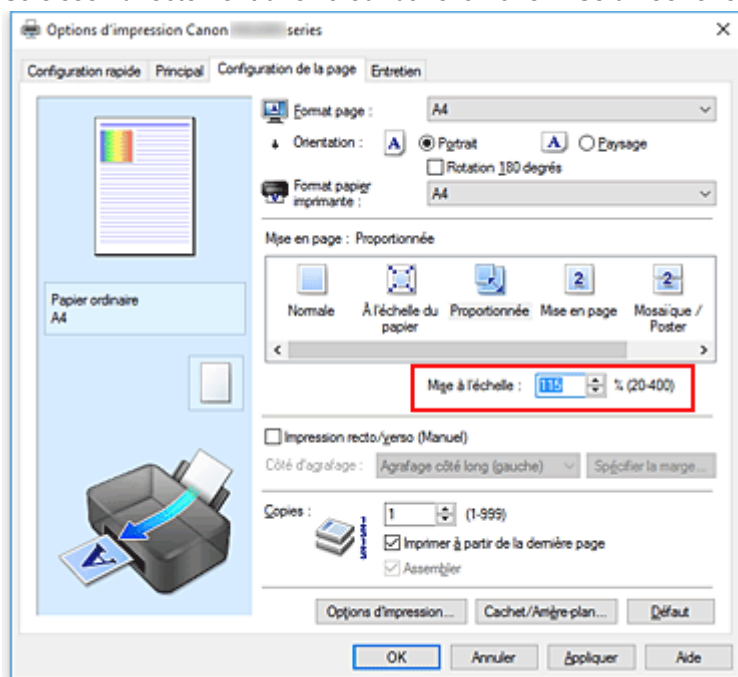 Options d'impression Canon series
Configuration rapide Principal Configuration de la page Entretien
Format page : A4
Orientation : A Portrait A Paysage
Rotation 180 degrés
Format papier
imprimante : A4
Mise en page : Proportionnée
Normale À l'échelle du papier Proportionnée Mise en page Mosaïque / Poster
Papier ordinaire
A4
Mise à l'échelle : 115 % (20-400)
Impression recto/verso (Manuel)
Côté d'agrafage : Agrafage côté long (gauche) Spécifier la marge...
Copies : 1 (1-999)
Imprimer à partir de la dernière page
Assembler
Options d'impression... Cachet/Arrière-plan... Défaut
OK Annuler Appliquer Aide